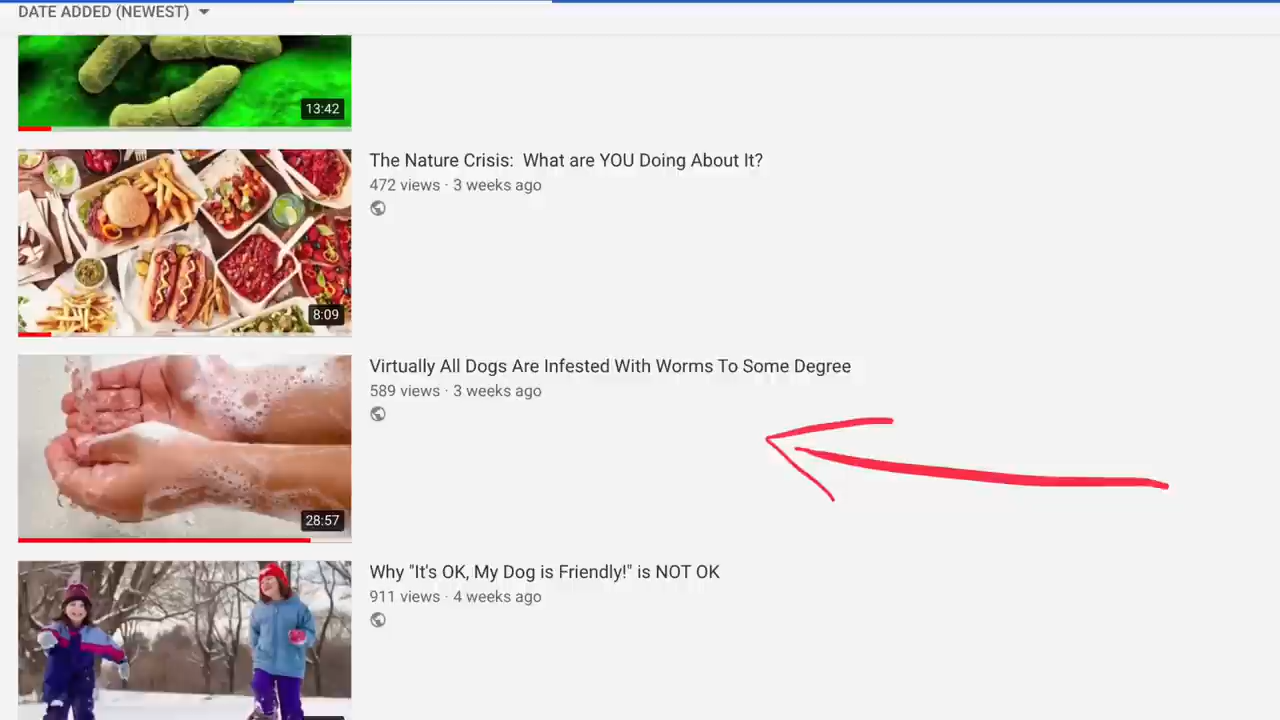 DATE ADDED (NEWEST)
13:42
The Nature Crisis:  What are YOU Doing About It?
472 views · 3 weeks ago
8:09
Virtually All Dogs Are Infested With Worms To Some Degree
589 views · 3 weeks ago
28:57
Why "It's OK, My Dog is Friendly!" is NOT OK
911 views · 4 weeks ago